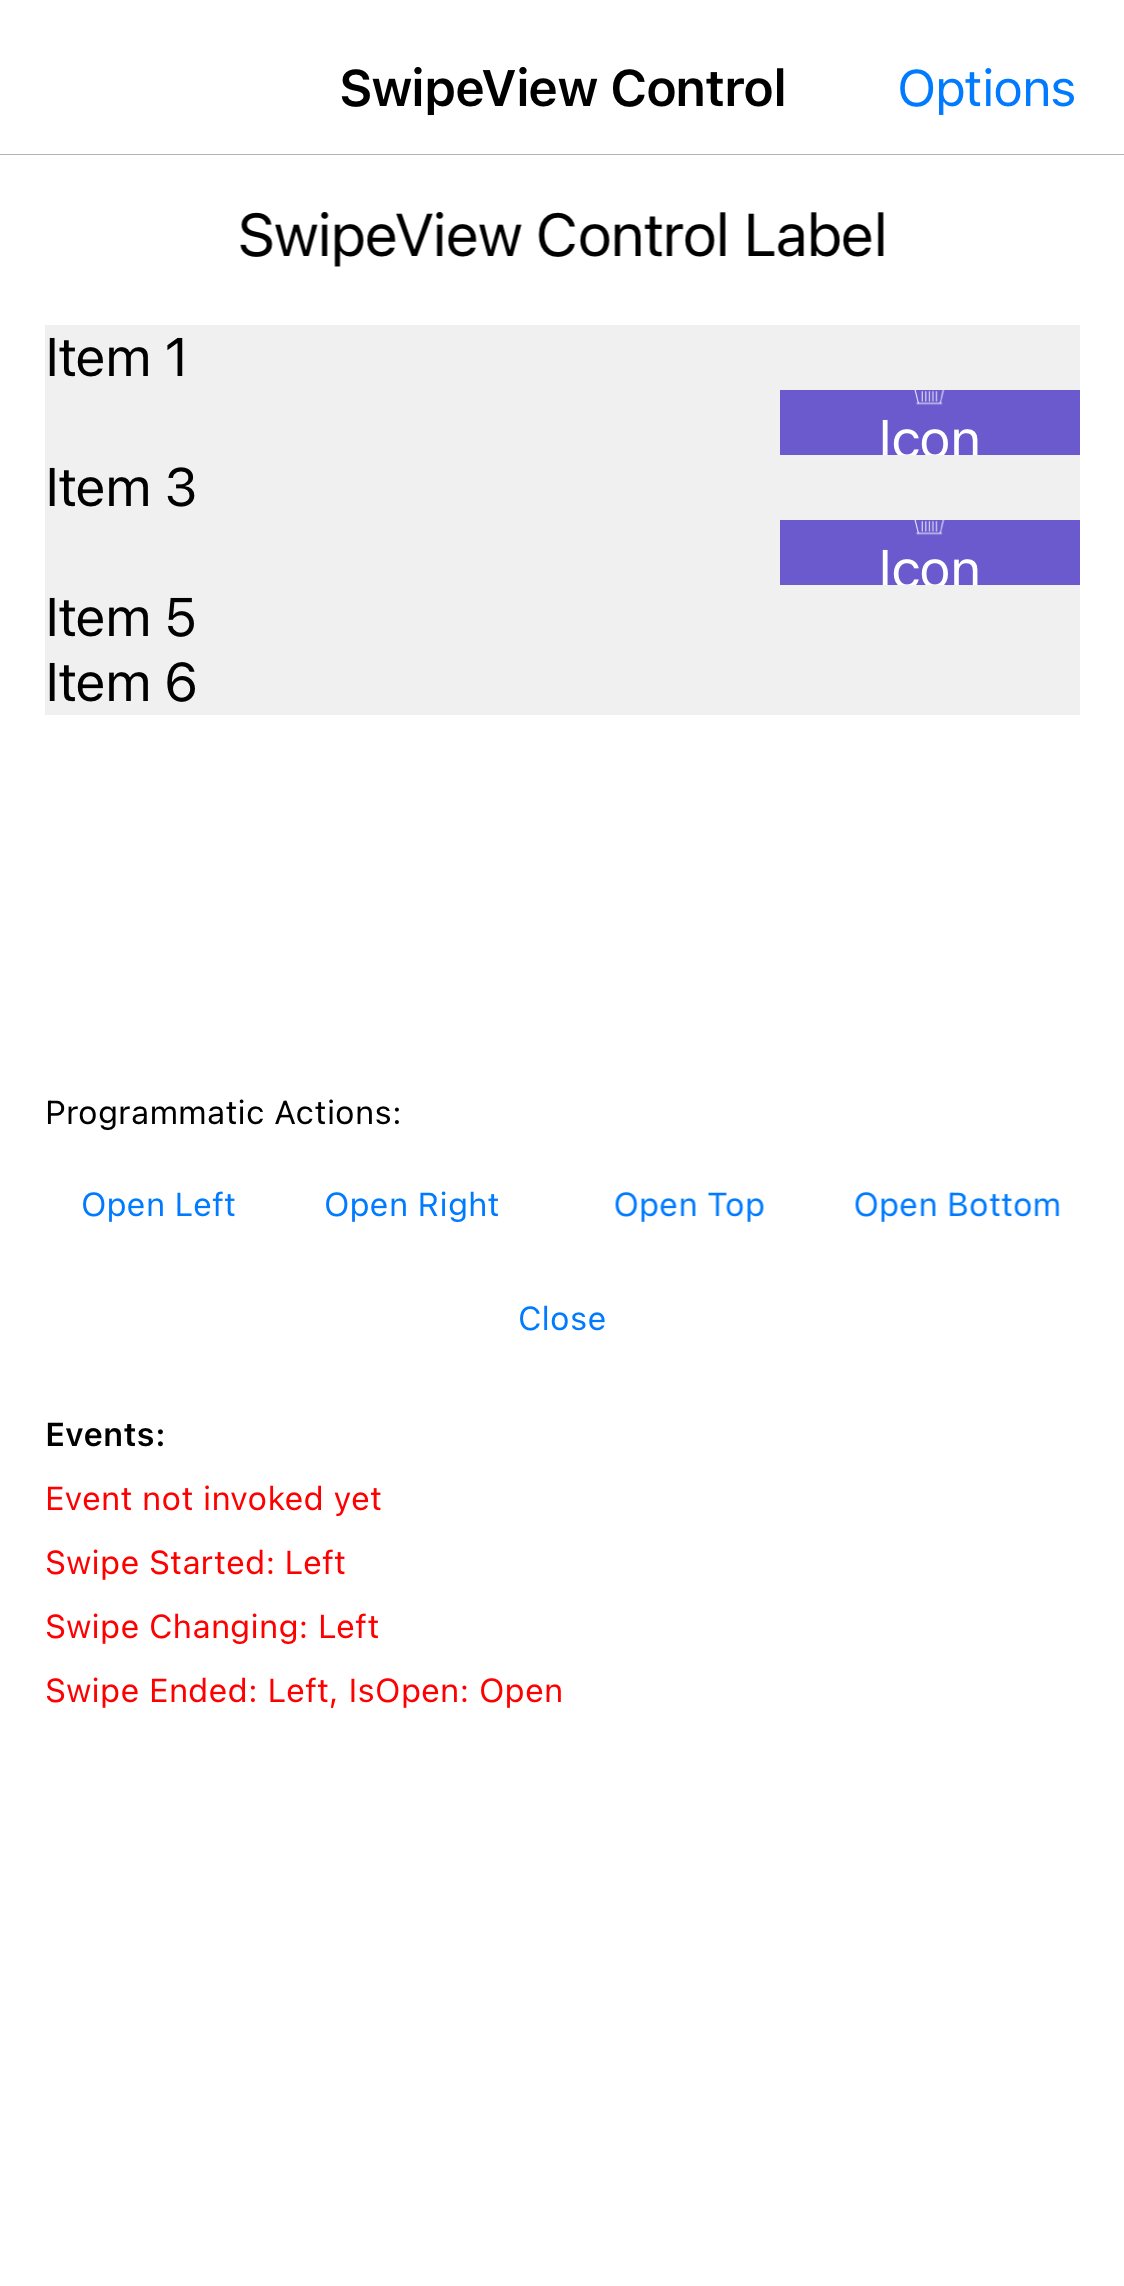 SwipeView Control Options
SwipeView Control Label
Item 1
Icon
Item 3
Icon
Item 5
Item 6
Programmatic Actions:
Open Left Open Right Open Top Open Bottom
Close
Events:
Event not invoked yet
Swipe Started: Left
Swipe Changing: Left
Swipe Ended: Left, IsOpen: Open